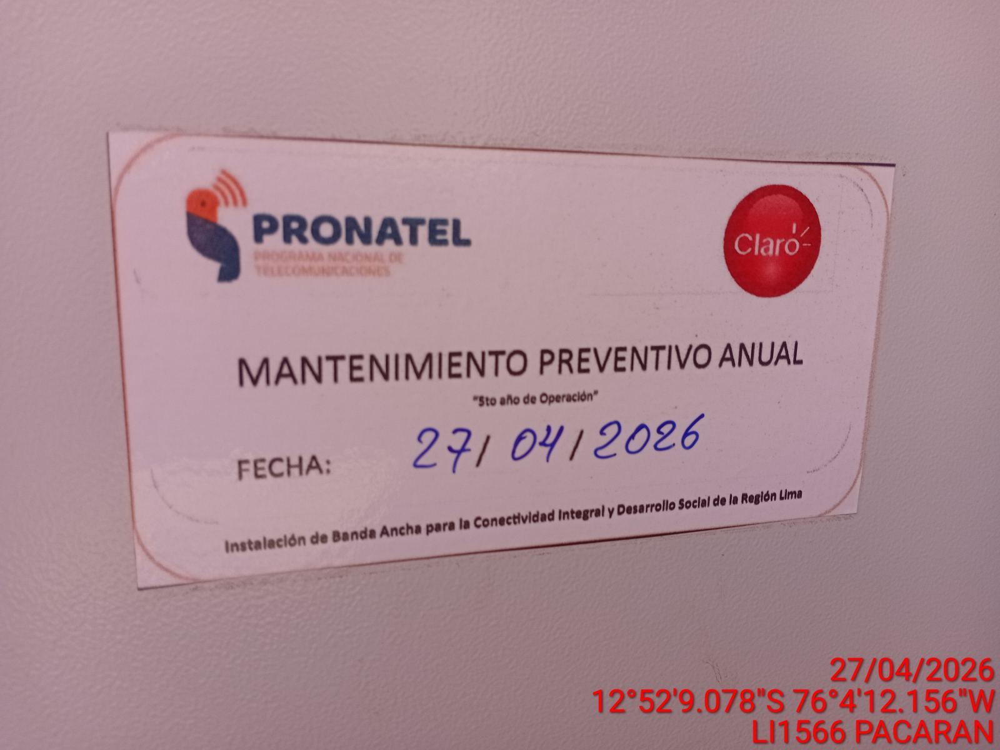 PRONATEL
PROGRAMA NACIONAL DE
TELECOMUNICACIONES
Claro
MANTENIMIENTO PREVENTIVO ANUAL
"5to año de Operación"
FECHA: 27/04/2026
Instalación de Banda Ancha para la Conectividad Integral y Desarrollo Social de la Región Lima
27/04/2026
12°52'9.078"S 76°4'12.156"W
LI1566 PACARAN